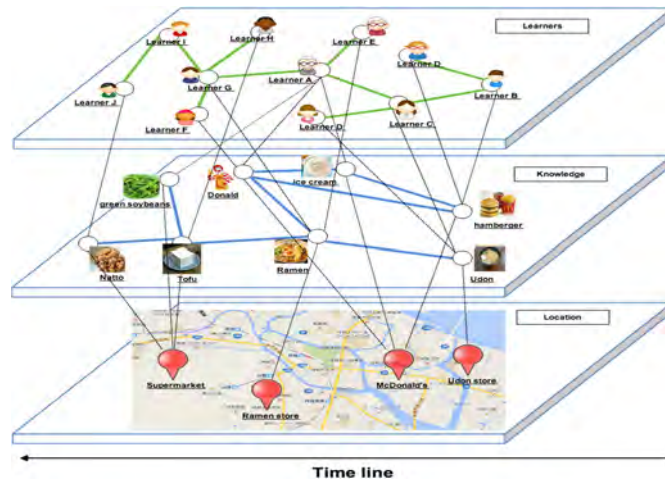 Learners
Learner I
Learner H
Learner E
Learner D
Learner A
Learner G
Learner B
Learner J
Learner F
Learner D
Learner C
Knowledge
green soybeans
Donald
ice cream
hamberger
Natto
Tofu
Ramen
Udon
Location
Supermarket
McDonald's
Udon store
Ramen store
Time line